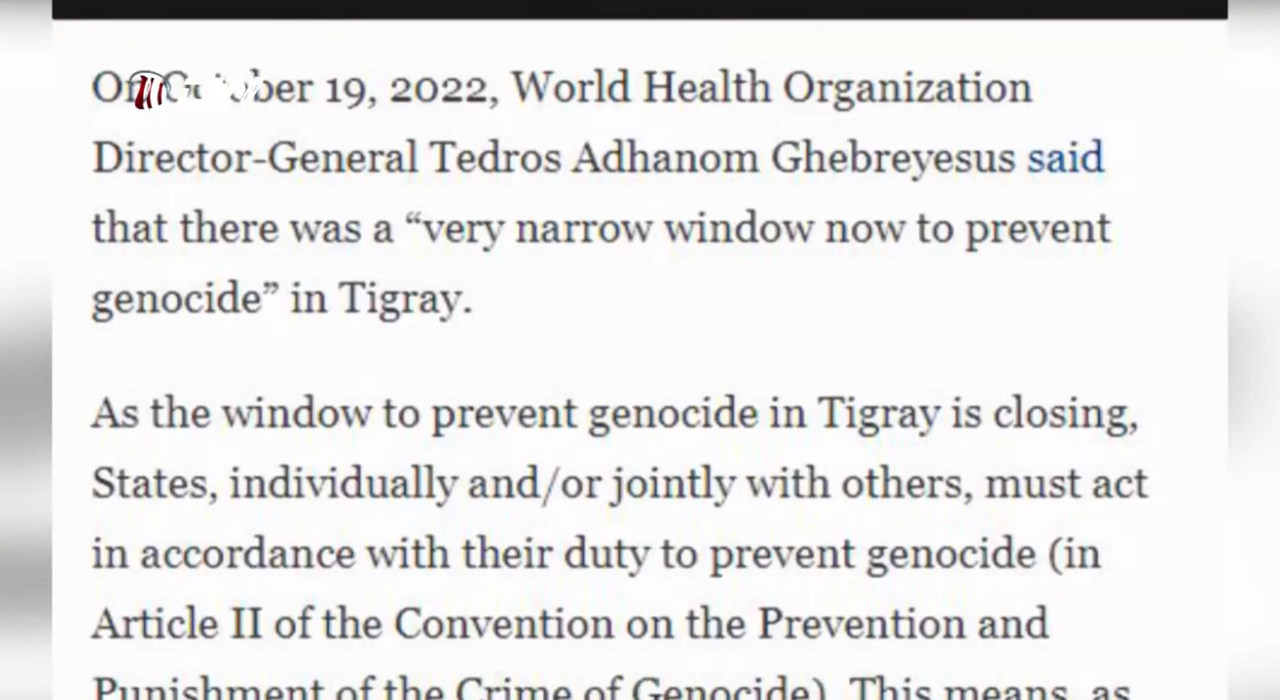 On October 19, 2022, World Health Organization
Director-General Tedros Adhanom Ghebreyesus said
that there was a “very narrow window now to prevent
genocide” in Tigray.
As the window to prevent genocide in Tigray is closing,
States, individually and/or jointly with others, must act
in accordance with their duty to prevent genocide (in
Article II of the Convention on the Prevention and
Punishment of the Crime of Genocide). This means, as